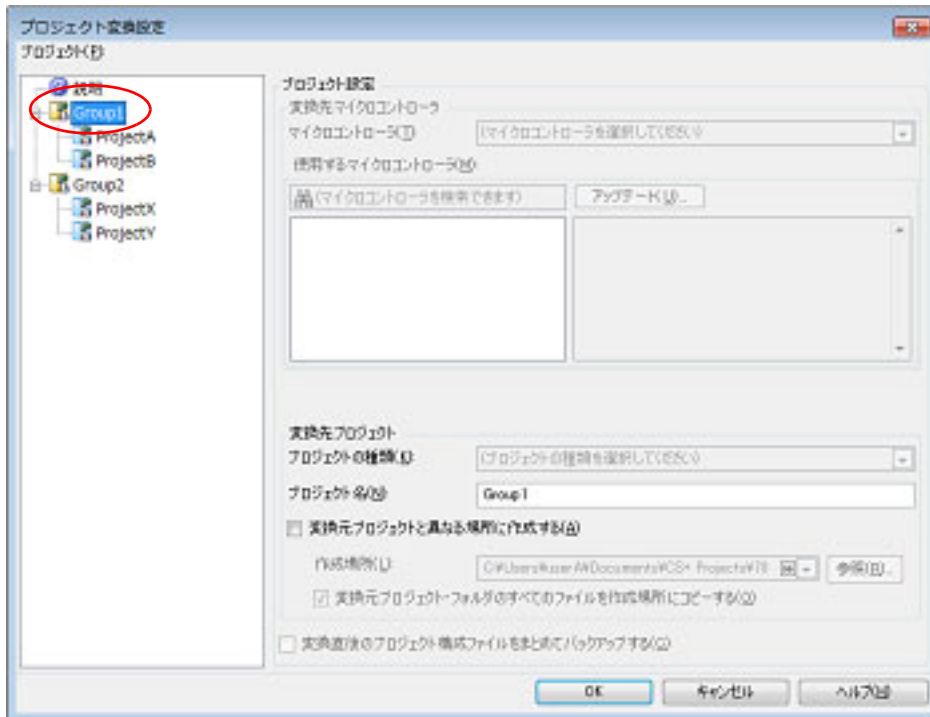 プロジェクト変換設定
プロジェクト(P)
説明
Group1
ProjectA
ProjectB
Group2
ProjectX
ProjectY
プロジェクト設定
変換先マイクロコントローラ
マイクロコントローラ(T)
(マイクロコントローラを選択してください)
使用するマイクロコントローラ(M)
(マイクロコントローラを検索できます)
アップデート(U)...
変換先プロジェクト
プロジェクトの種類(K):
(プロジェクトの種類を選択してください)
プロジェクト名(N)
Group1
変換元プロジェクトと異なる場所に作成する(A)
作成場所(L):
C:¥Users¥userA¥Documents¥CS+ Projects¥78
参照(R)...
変換元プロジェクト・フォルダのすべてのファイルを作成場所にコピーする(O)
変換直後のプロジェクト構成ファイルをまとめてバックアップする(C)
OK
キャンセル
ヘルプ(H)